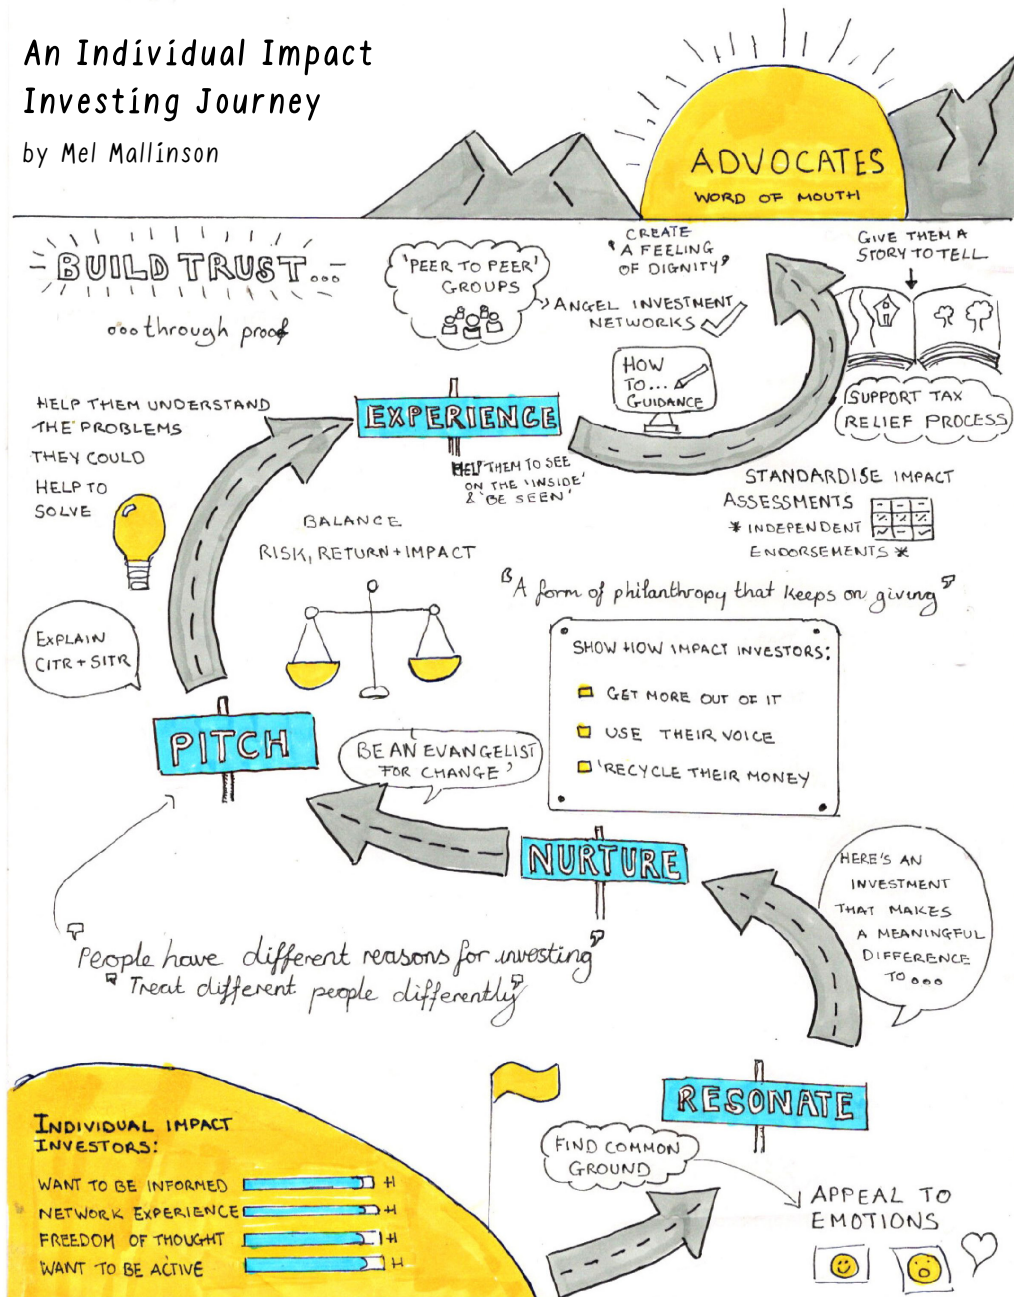 An Individual Impact
Investing Journey
by Mel Mallinson
ADVOCATES
WORD OF MOUTH
BUILD TRUST...
...through proof
'PEER TO PEER'
GROUPS
CREATE
'A FEELING
OF DIGNITY'
ANGEL INVESTMENT
NETWORKS
GIVE THEM A
STORY TO TELL
HOW
TO...
GUIDANCE
SUPPORT TAX
RELIEF PROCESS
EXPERIENCE
HELP THEM TO SEE
ON THE 'INSIDE'
& 'BE SEEN'
HELP THEM UNDERSTAND
THE PROBLEMS
THEY COULD
HELP TO
SOLVE
STANDARDISE IMPACT
ASSESSMENTS
* INDEPENDENT
ENDORSEMENTS *
BALANCE
RISK, RETURN + IMPACT
"A form of philanthropy that keeps on giving"
EXPLAIN
CITR + SITR
SHOW HOW IMPACT INVESTORS:
GET MORE OUT OF IT
USE THEIR VOICE
'RECYCLE THEIR MONEY
PITCH
BE AN EVANGELIST
FOR CHANGE'
NURTURE
HERE'S AN
INVESTMENT
THAT MAKES
A MEANINGFUL
DIFFERENCE
TO...
"People have different reasons for investing"
"Treat different people differently"
RESONATE
FIND COMMON
GROUND
APPEAL TO
EMOTIONS
INDIVIDUAL IMPACT
INVESTORS:
WANT TO BE INFORMED +1
NETWORK EXPERIENCE +1
FREEDOM OF THOUGHT +1
WANT TO BE ACTIVE +1